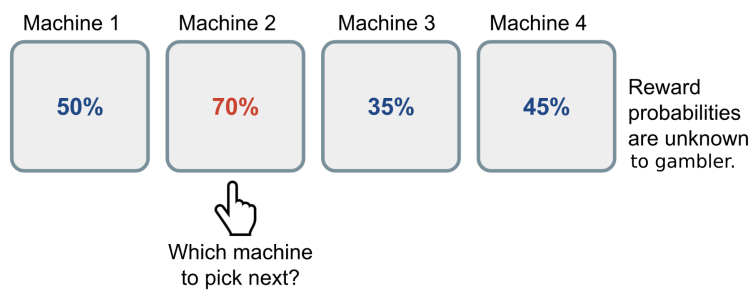 Machine 1 Machine 2 Machine 3 Machine 4
50% 70% 35% 45%
Reward
probabilities
are unknown
to gambler.
Which machine
to pick next?